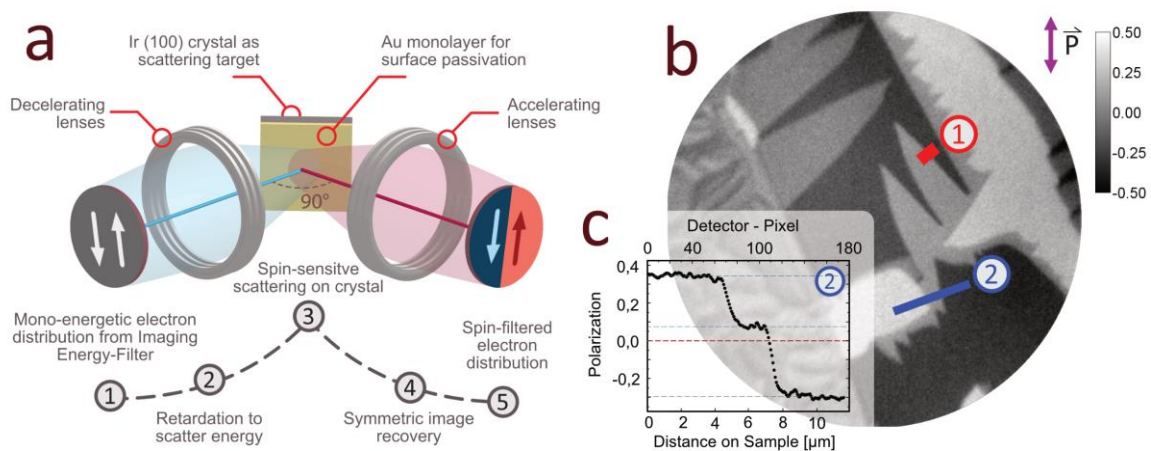 a
Ir (100) crystal as
scattering target
Au monolayer for
surface passivation
Decelerating
lenses
Accelerating
lenses
90°
Spin-sensitve
scattering on crystal
Mono-energetic electron
distribution from Imaging
Energy-Filter
Spin-filtered
electron
distribution
1
2
3
4
5
Retardation to
scatter energy
Symmetric image
recovery
b
P
0.50
0.25
0.00
-0.25
-0.50
1
2
c
Detector - Pixel
0 60 120 180
0,4
0,2
0,0
-0,2
Polarization
2
0 2 4 6 8 10
Distance on Sample [µm]